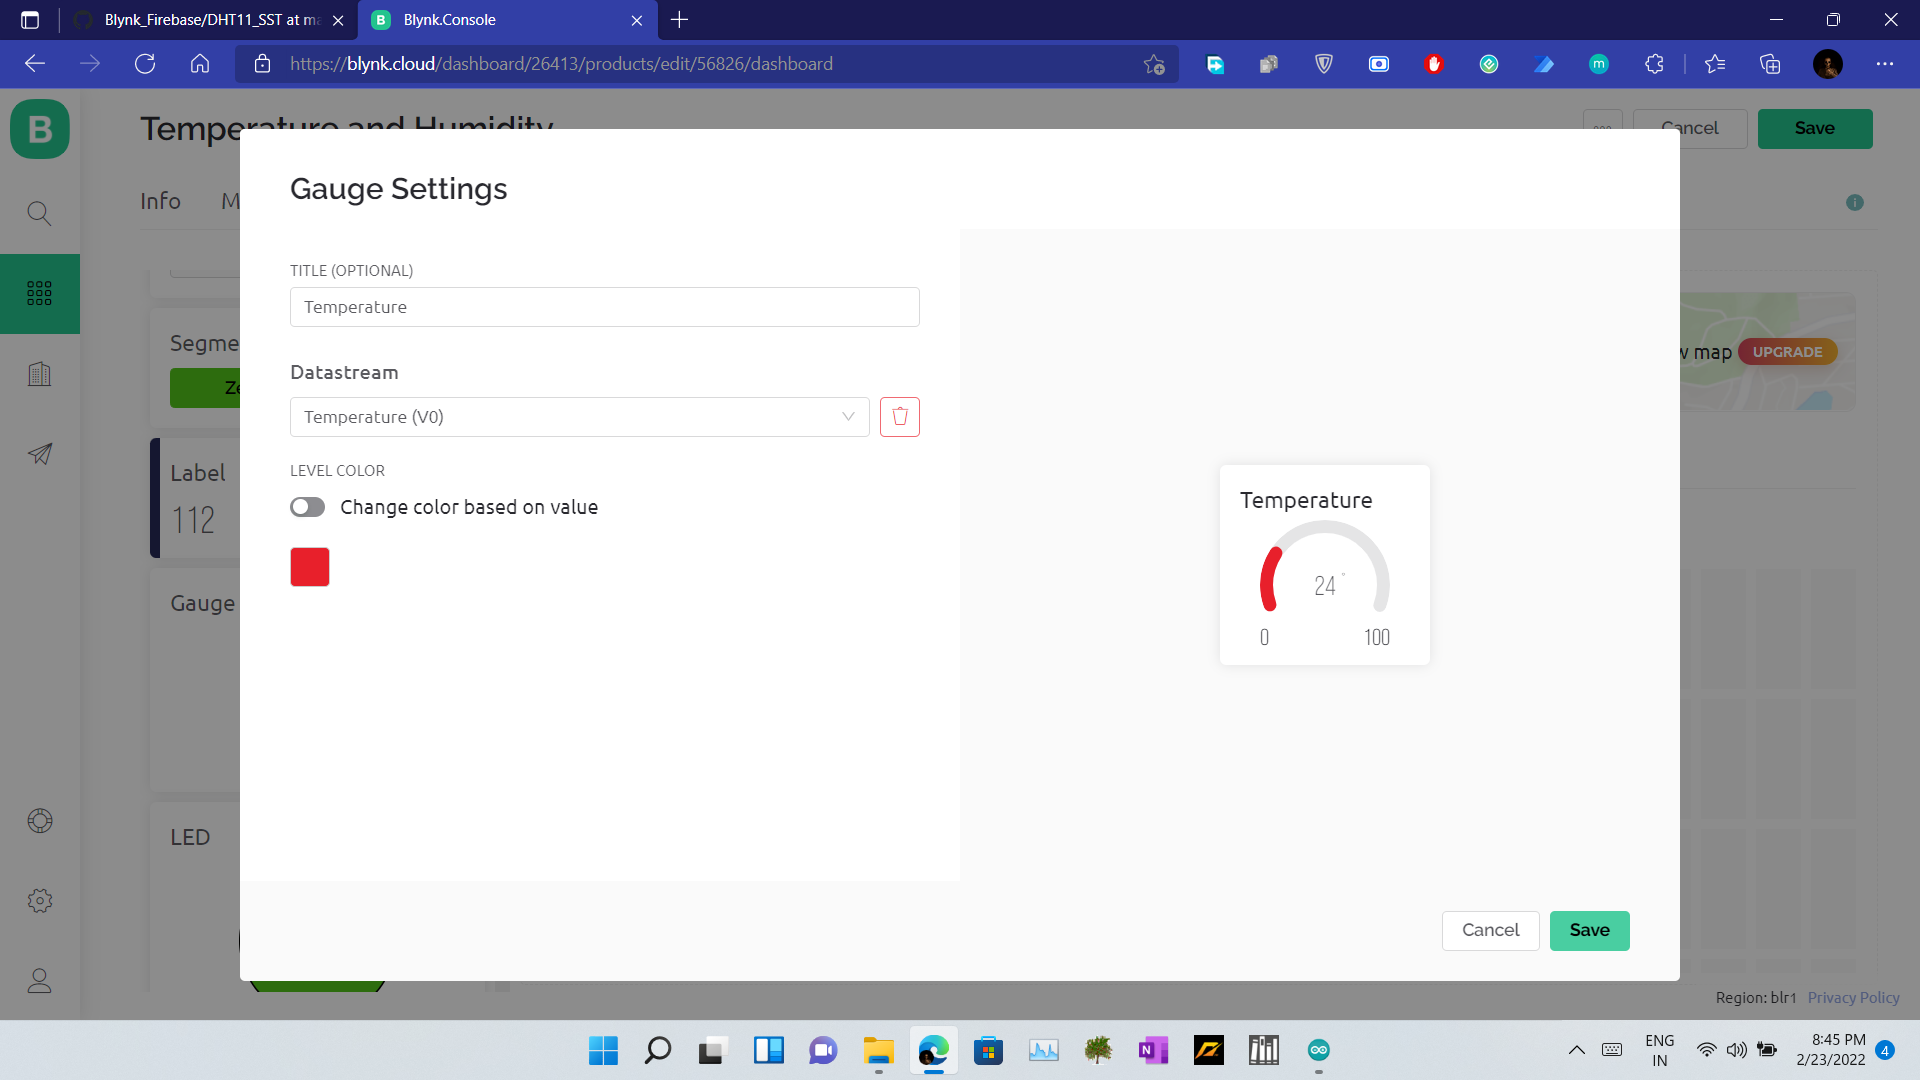 Blynk_Firebase/DHT11_SST at ma
B
Blynk.Console
https://blynk.cloud/dashboard/26413/products/edit/56826/dashboard
m
B
Temperature and Humidity
Cancel
Save
Info
M
Gauge Settings
TITLE (OPTIONAL)
Temperature
Datastream
Temperature (V0)
LEVEL COLOR
Change color based on value
Temperature
24°
0
100
Cancel
Save
Segme
Ze
Label
112
Gauge
LED
w map
UPGRADE
Region: blr1
Privacy Policy
N
ENG
IN
8:45 PM
2/23/2022
4